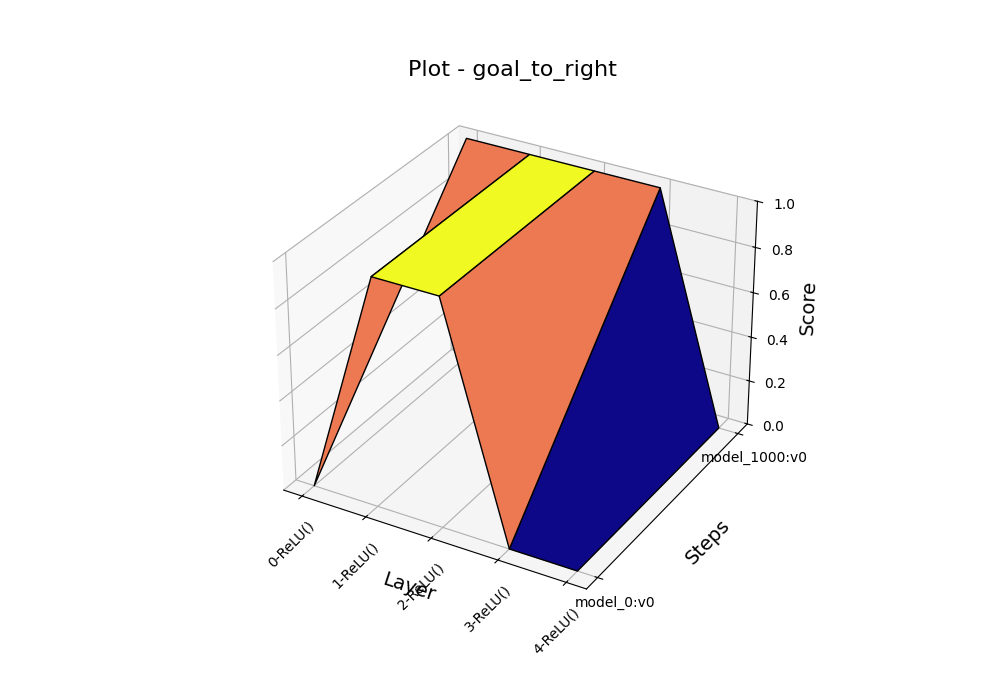 Plot - goal_to_right
1.0
0.8
0.6
0.4
0.2
0.0
Score
model_1000:v0
Steps
model_0:v0
0-ReLU()
1-ReLU()
2-ReLU()
3-ReLU()
4-ReLU()
Layer